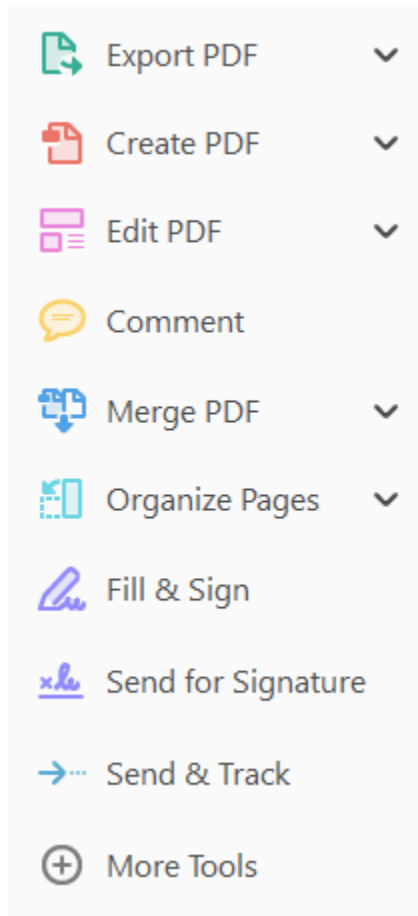 Export PDF
Create PDF
Edit PDF
Comment
Merge PDF
Organize Pages
Fill & Sign
Send for Signature
Send & Track
More Tools